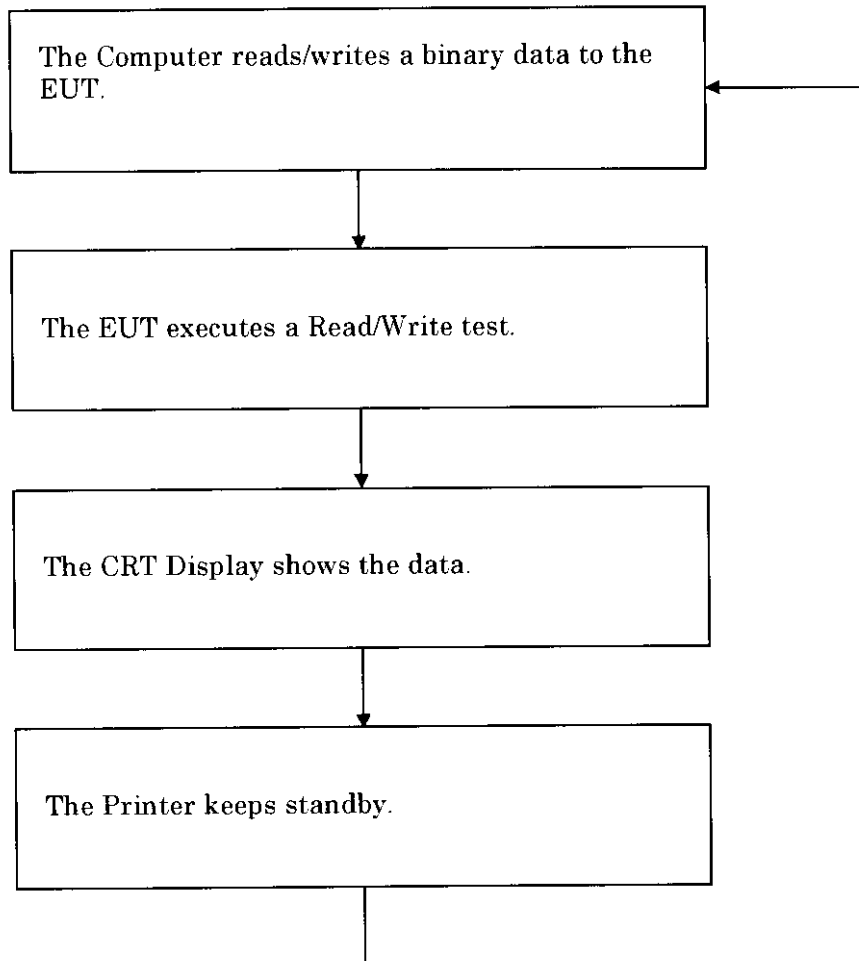 The Computer reads/writes a binary data to the
EUT.
The EUT executes a Read/Write test.
The CRT Display shows the data.
The Printer keeps standby.